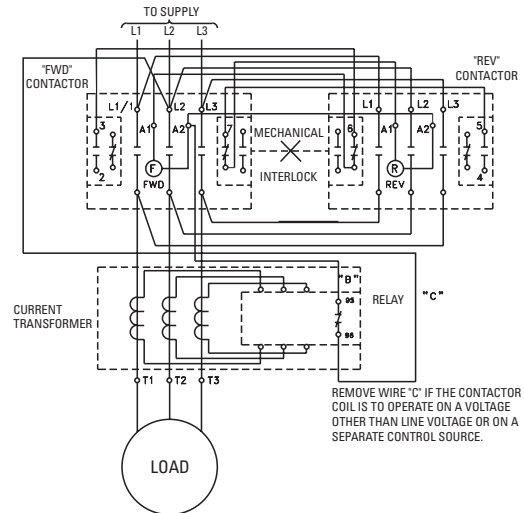 TO SUPPLY
L1 L2 L3
"FWD"
CONTACTOR
"REV"
CONTACTOR
L1/1 L2 L3
L1 L2 L3
3 A1 A2 7 MECHANICAL 6 A1 A2 5
F R
2 FWD INTERLOCK REV 4
"B"
"C"
93
RELAY
CURRENT
TRANSFORMER
96
T1 T2 T3
REMOVE WIRE "C" IF THE CONTACTOR
COIL IS TO OPERATE ON A VOLTAGE
OTHER THAN LINE VOLTAGE OR ON A
SEPARATE CONTROL SOURCE.
LOAD